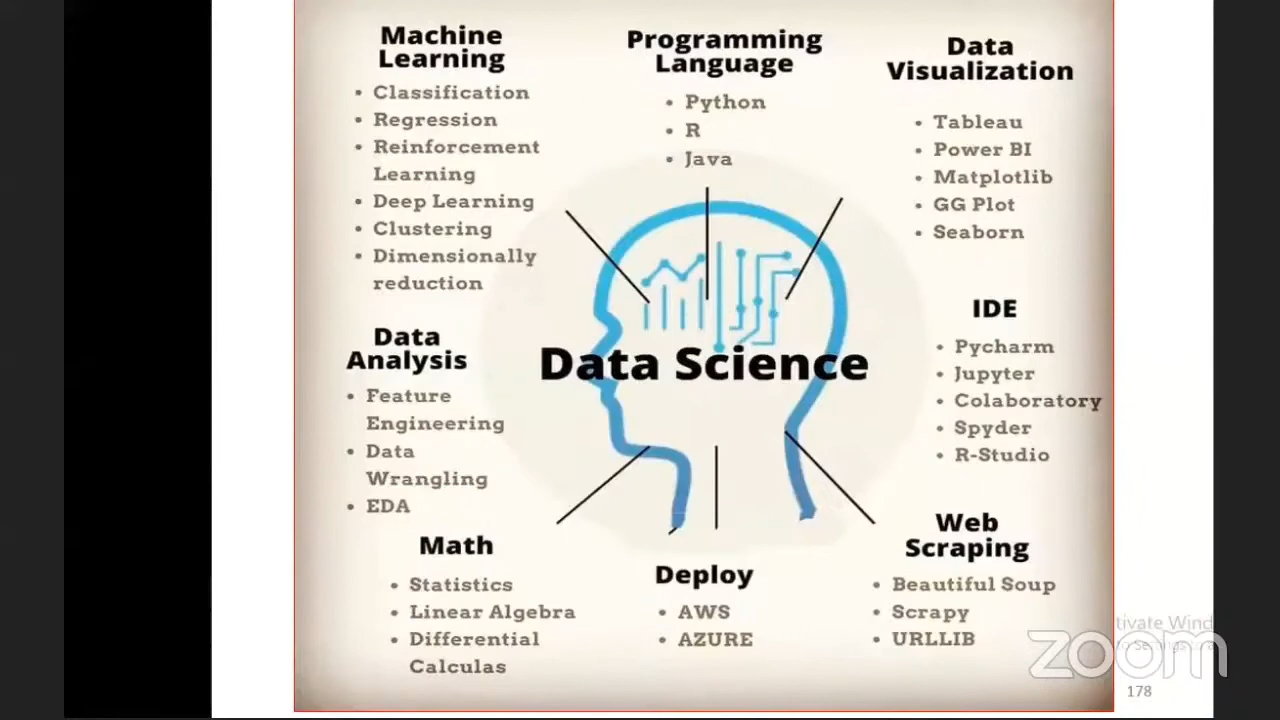 Machine
Learning
• Classification
• Regression
• Reinforcement
Learning
• Deep Learning
• Clustering
• Dimensionally
reduction
Programming
Language
• Python
• R
• Java
Data
Visualization
• Tableau
• Power BI
• Matplotlib
• GG Plot
• Seaborn
Data Science
Data
Analysis
• Feature
Engineering
• Data
Wrangling
• EDA
IDE
• Pycharm
• Jupyter
• Colaboratory
• Spyder
• R-Studio
Math
• Statistics
• Linear Algebra
• Differential
Calculas
Deploy
• AWS
• AZURE
Web
Scraping
• Beautiful Soup
• Scrapy
• URLLIB
tivate Wind
zoom
178